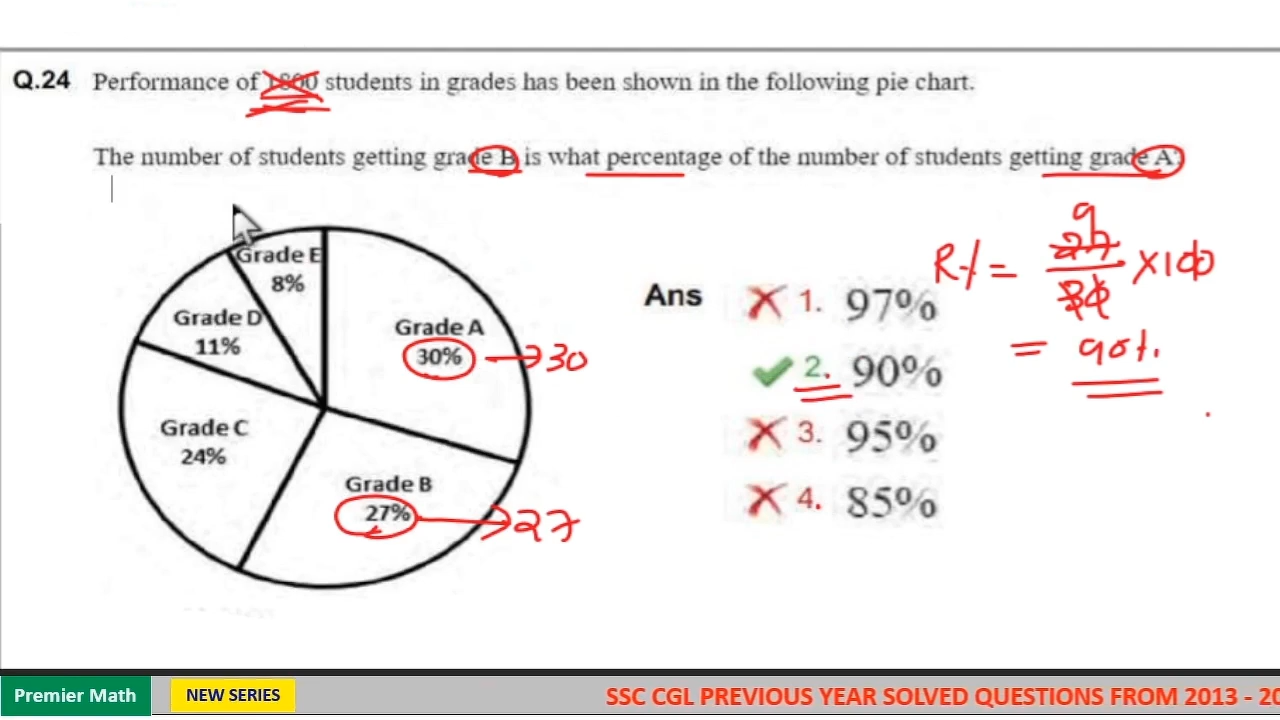 Q.24 Performance of 1800 students in grades has been shown in the following pie chart.
The number of students getting grade B is what percentage of the number of students getting grade A?
Grade E
8%
Grade D
11%
Grade A
30% → 30
Grade C
24%
Grade B
27% → 27
Ans
1. 97%
2. 90%
3. 95%
4. 85%
9
27
30 × 100
= 90%.
Premier Math
NEW SERIES
SSC CGL PREVIOUS YEAR SOLVED QUESTIONS FROM 2013 - 20